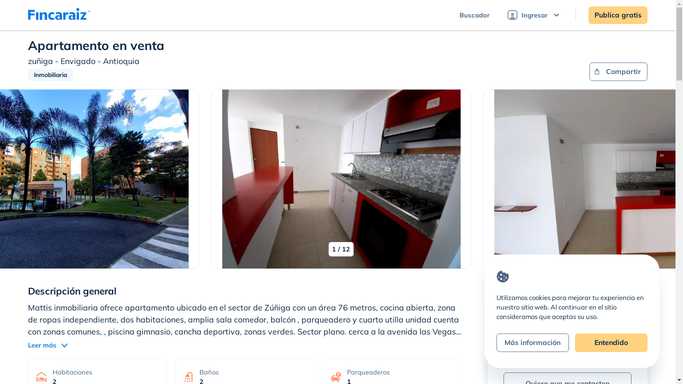 Fincaraiz
Buscador
Ingresar
Publica gratis
Apartamento en venta
zuñiga - Envigado - Antioquia
Inmobiliaria
Compartir
1 / 12
Descripción general
Mattis inmobiliaria ofrece apartamento ubicado en el sector de Zúñiga con un área 76 metros, cocina abierta, zona
de ropas independiente, dos habitaciones, amplia sala comedor, balcón , parqueadero y cuarto utilla unidad cuenta
con zonas comunes, , piscina gimnasio, cancha deportiva, zonas verdes. Sector plano. cerca a la avenida las Vegas...
Leer más
Habitaciones
2
Baños
2
Parqueaderos
1
Utilizamos cookies para mejorar tu experiencia en
nuestro sitio web. Al continuar en el sitio
consideramos que aceptas su uso.
Más información
Entendido
Quiero que me contacten